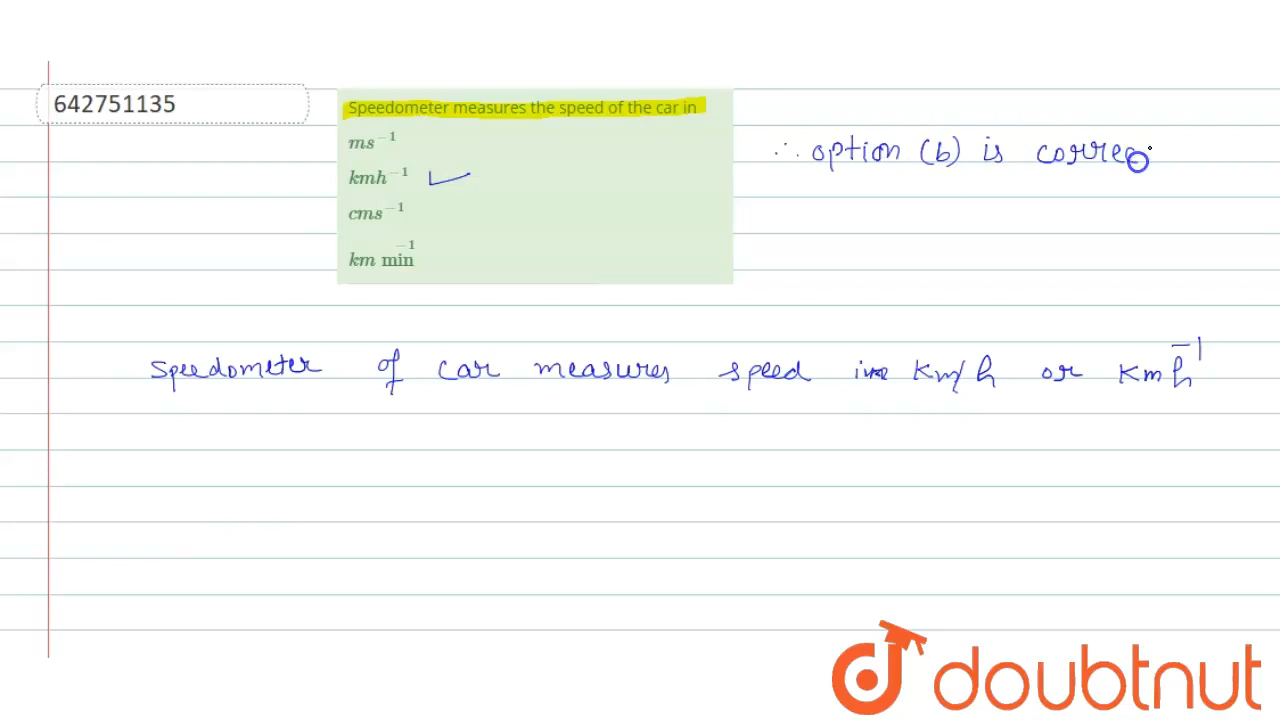 642751135
Speedometer measures the speed of the car in
ms⁻¹
kmh⁻¹
cms⁻¹
km min⁻¹
∴ option (b) is correc
Speedometer of car measures speed in km/h or km h⁻¹
doubtnut